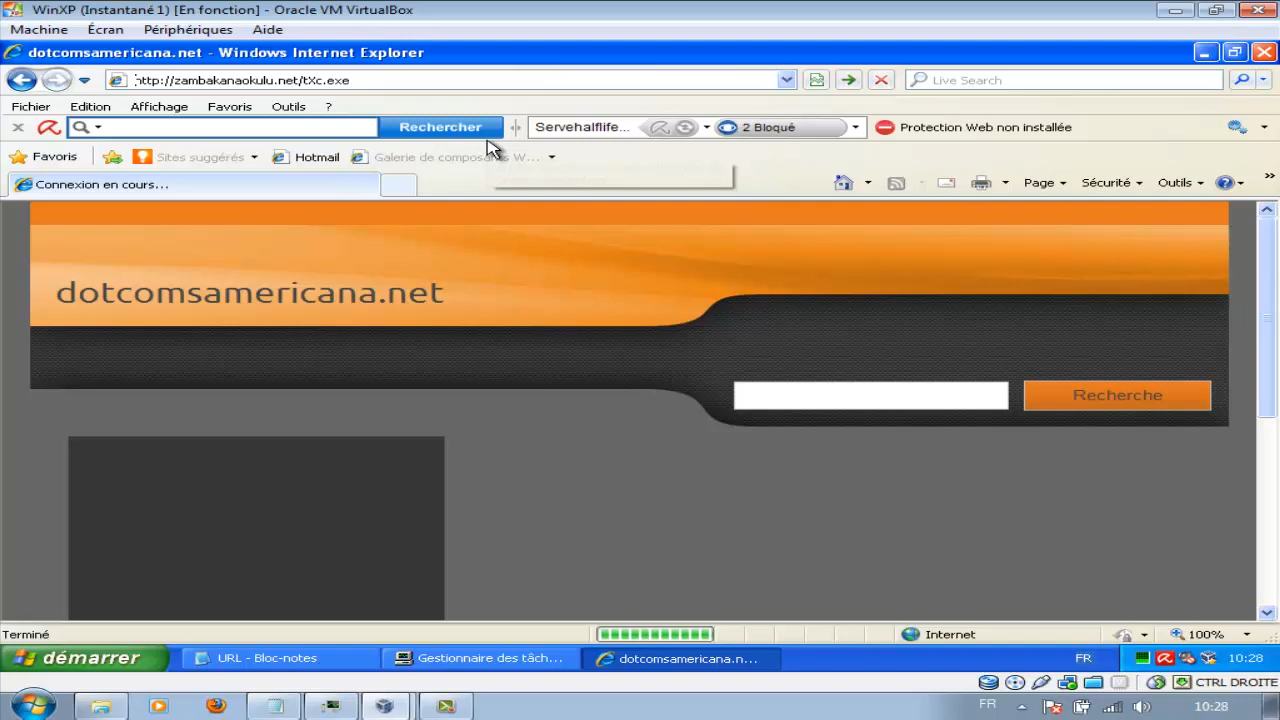 WinXP (Instantané 1) [En fonction] - Oracle VM VirtualBox
Machine Écran Périphériques Aide
dotcomsamericana.net - Windows Internet Explorer
ttp://zambakanaokulu.net/tXc.exe
Live Search
Fichier Edition Affichage Favoris Outils ?
Rechercher Servehalflife... 2 Bloqué Protection Web non installée
Favoris Sites suggérés Hotmail Galerie de composants W...
Connexion en cours... Page Sécurité Outils
dotcomsamericana.net
Recherche
Terminé Internet 100%
démarrer URL - Bloc-notes Gestionnaire des tâch... dotcomsamericana.n... FR 10:28
CTRL DROITE
FR 10:28